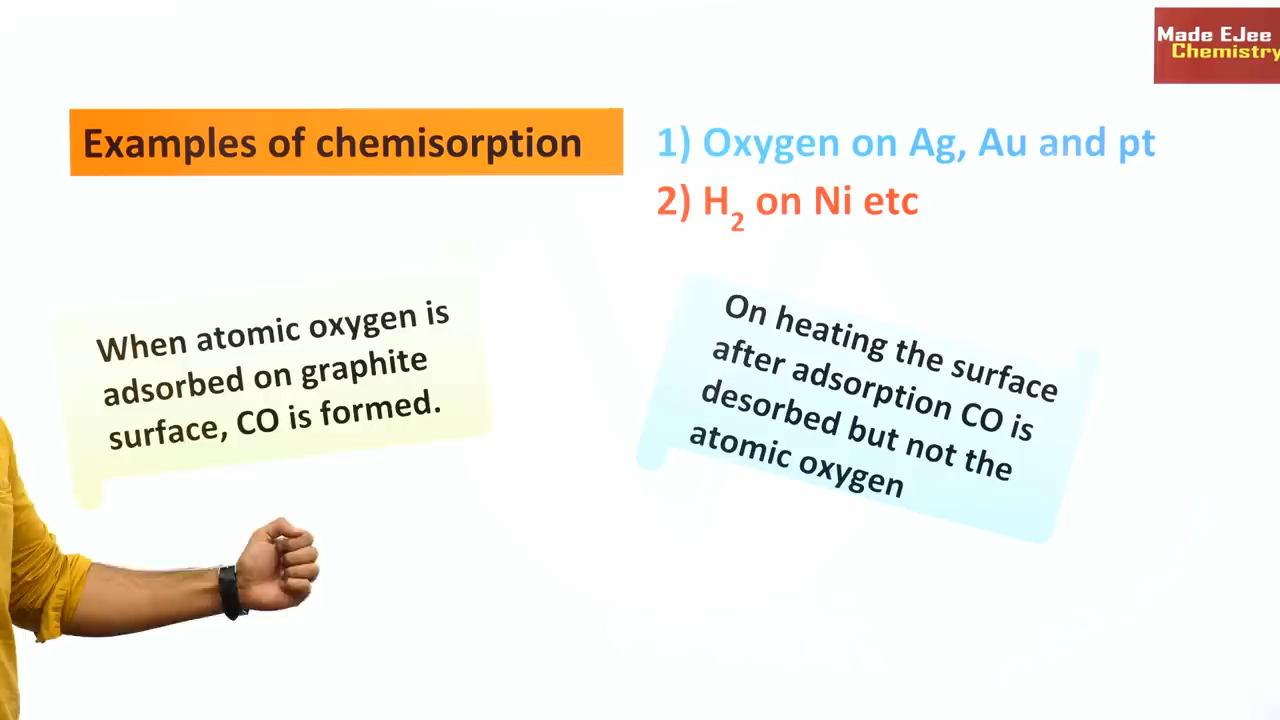 Made EJee
Chemistry
Examples of chemisorption
1) Oxygen on Ag, Au and pt
2) H2 on Ni etc
When atomic oxygen is
adsorbed on graphite
surface, CO is formed.
On heating the surface
after adsorption CO is
desorbed but not the
atomic oxygen